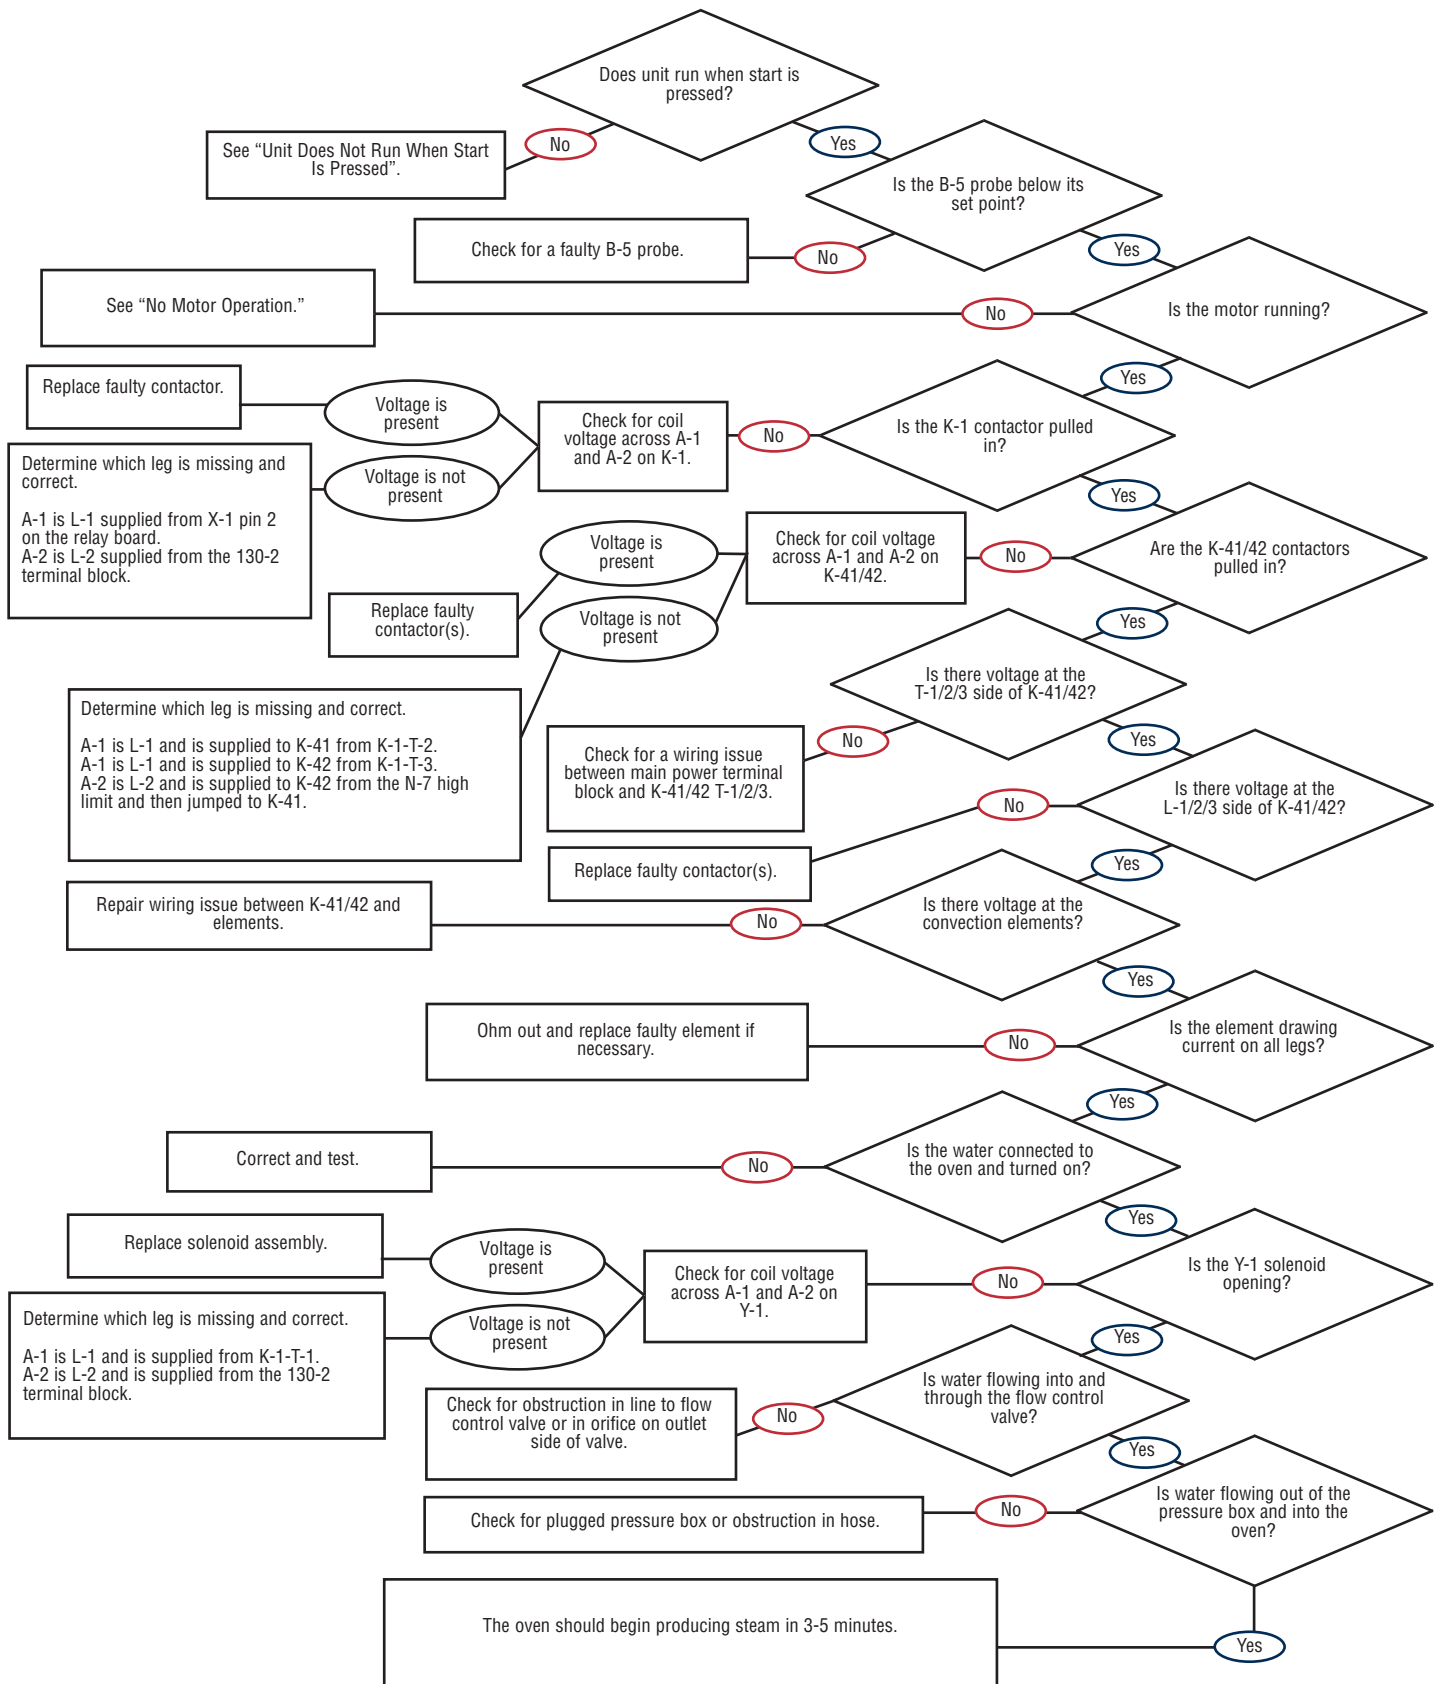 Does unit run when start is
pressed?
No
Yes
See “Unit Does Not Run When Start
Is Pressed”.
Is the B-5 probe below its
set point?
No
Yes
Check for a faulty B-5 probe.
Is the motor running?
No
Yes
See “No Motor Operation.”
Is the K-1 contactor pulled
in?
No
Yes
Check for coil
voltage across A-1
and A-2 on K-1.
Voltage is
present
Replace faulty contactor.
Voltage is not
present
Determine which leg is missing and
correct.
A-1 is L-1 supplied from X-1 pin 2
on the relay board.
A-2 is L-2 supplied from the 130-2
terminal block.
Are the K-41/42 contactors
pulled in?
No
Yes
Check for coil voltage
across A-1 and A-2 on
K-41/42.
Voltage is
present
Replace faulty
contactor(s).
Voltage is not
present
Determine which leg is missing and correct.
A-1 is L-1 and is supplied to K-41 from K-1-T-2.
A-1 is L-1 and is supplied to K-42 from K-1-T-3.
A-2 is L-2 and is supplied to K-42 from the N-7 high
limit and then jumped to K-41.
Is there voltage at the
T-1/2/3 side of K-41/42?
No
Yes
Check for a wiring issue
between main power terminal
block and K-41/42 T-1/2/3.
Is there voltage at the
L-1/2/3 side of K-41/42?
No
Yes
Replace faulty contactor(s).
Is there voltage at the
convection elements?
No
Yes
Repair wiring issue between K-41/42 and
elements.
Is the element drawing
current on all legs?
No
Yes
Ohm out and replace faulty element if
necessary.
Is the water connected to
the oven and turned on?
No
Yes
Correct and test.
Is the Y-1 solenoid
opening?
No
Yes
Check for coil voltage
across A-1 and A-2 on
Y-1.
Voltage is
present
Replace solenoid assembly.
Voltage is not
present
Determine which leg is missing and correct.
A-1 is L-1 and is supplied from K-1-T-1.
A-2 is L-2 and is supplied from the 130-2
terminal block.
Is water flowing into and
through the flow control
valve?
No
Yes
Check for obstruction in line to flow
control valve or in orifice on outlet
side of valve.
Is water flowing out of the
pressure box and into the
oven?
No
Yes
Check for plugged pressure box or obstruction in hose.
The oven should begin producing steam in 3-5 minutes.